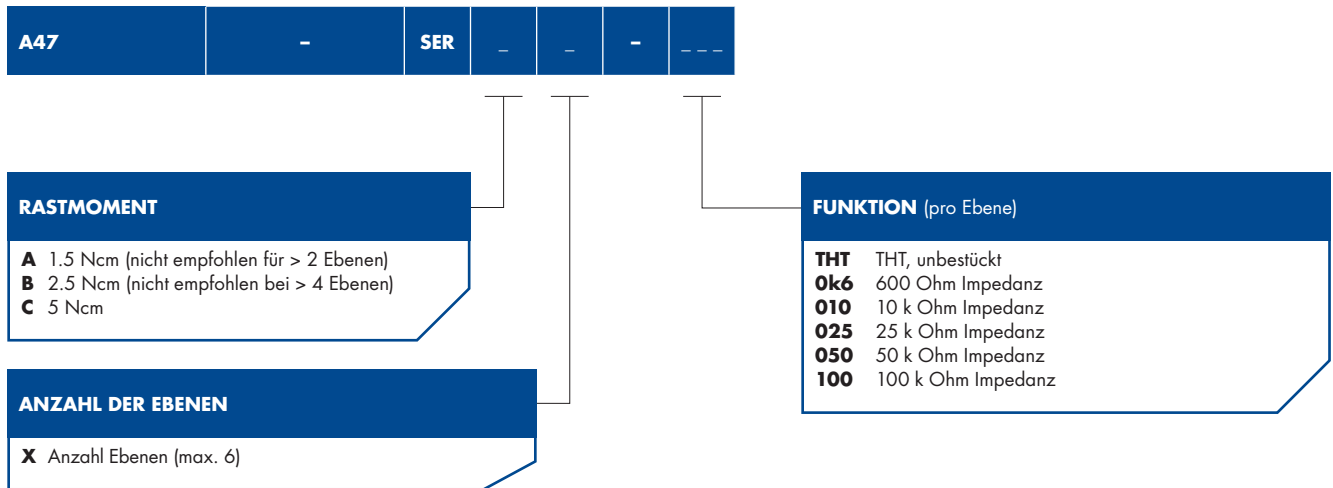 A47 – SER _ _ – _ _ _
RASTMOMENT
A 1.5 Ncm (nicht empfohlen für > 2 Ebenen)
B 2.5 Ncm (nicht empfohlen bei > 4 Ebenen)
C 5 Ncm
ANZAHL DER EBENEN
X Anzahl Ebenen (max. 6)
FUNKTION (pro Ebene)
THT THT, unbestückt
0k6 600 Ohm Impedanz
010 10 k Ohm Impedanz
025 25 k Ohm Impedanz
050 50 k Ohm Impedanz
100 100 k Ohm Impedanz